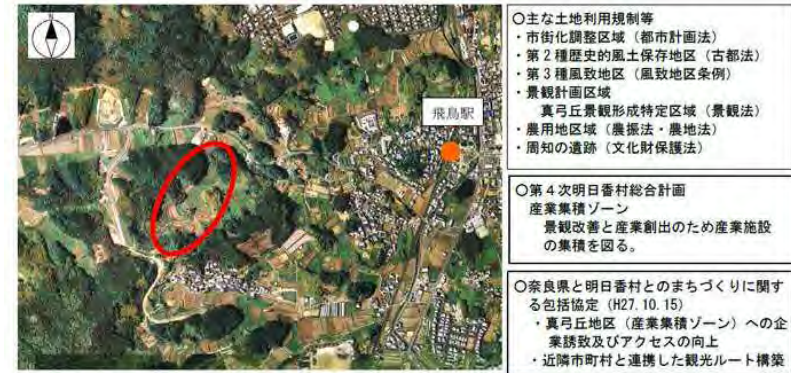 飛鳥駅
○主な土地利用規制等
・市街化調整区域（都市計画法）
・第２種歴史的風土保存地区（古都法）
・第３種風致地区（風致地区条例）
・景観計画区域
真弓丘景観形成特定区域（景観法）
・農用地区域（農振法・農地法）
・周知の遺跡（文化財保護法）
○第４次明日香村総合計画
産業集積ゾーン
景観改善と産業創出のため産業施設
の集積を図る。
○奈良県と明日香村とのまちづくりに関す
る包括協定（H27.10.15）
・真弓丘地区（産業集積ゾーン）への企
業誘致及びアクセスの向上
・近隣市町村と連携した観光ルート構築